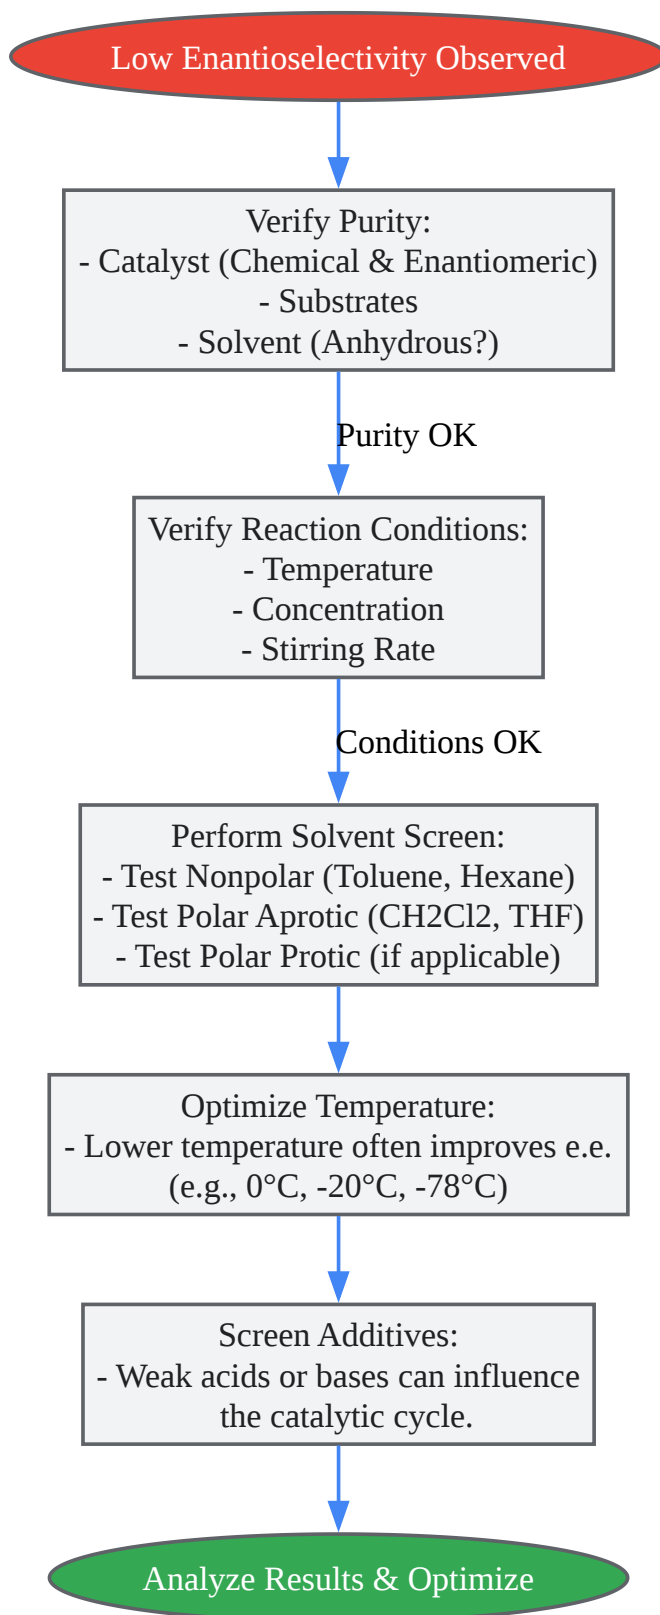 Low Enantioselectivity Observed
Verify Purity:
- Catalyst (Chemical & Enantiomeric)
- Substrates
- Solvent (Anhydrous?)
Purity OK
Verify Reaction Conditions:
- Temperature
- Concentration
- Stirring Rate
Conditions OK
Perform Solvent Screen:
- Test Nonpolar (Toluene, Hexane)
- Test Polar Aprotic (CH2Cl2, THF)
- Test Polar Protic (if applicable)
Optimize Temperature:
- Lower temperature often improves e.e.
(e.g., 0°C, -20°C, -78°C)
Screen Additives:
- Weak acids or bases can influence
the catalytic cycle.
Analyze Results & Optimize